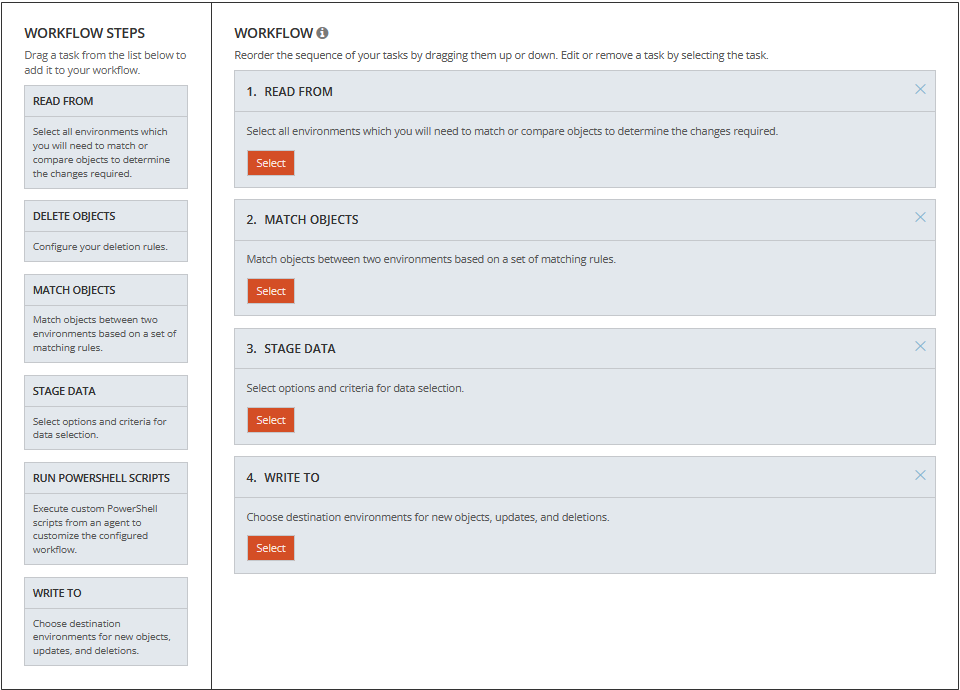 WORKFLOW STEPS
Drag a task from the list below to
add it to your workflow.
READ FROM
Select all environments which
you will need to match or
compare objects to determine
the changes required.
DELETE OBJECTS
Configure your deletion rules.
MATCH OBJECTS
Match objects between two
environments based on a set of
matching rules.
STAGE DATA
Select options and criteria for
data selection.
RUN POWERSHELL SCRIPTS
Execute custom PowerShell
scripts from an agent to
customize the configured
workflow.
WRITE TO
Choose destination
environments for new objects,
updates, and deletions.
WORKFLOW
Reorder the sequence of your tasks by dragging them up or down. Edit or remove a task by selecting the task.
1. READ FROM
Select all environments which you will need to match or compare objects to determine the changes required.
Select
2. MATCH OBJECTS
Match objects between two environments based on a set of matching rules.
Select
3. STAGE DATA
Select options and criteria for data selection.
Select
4. WRITE TO
Choose destination environments for new objects, updates, and deletions.
Select